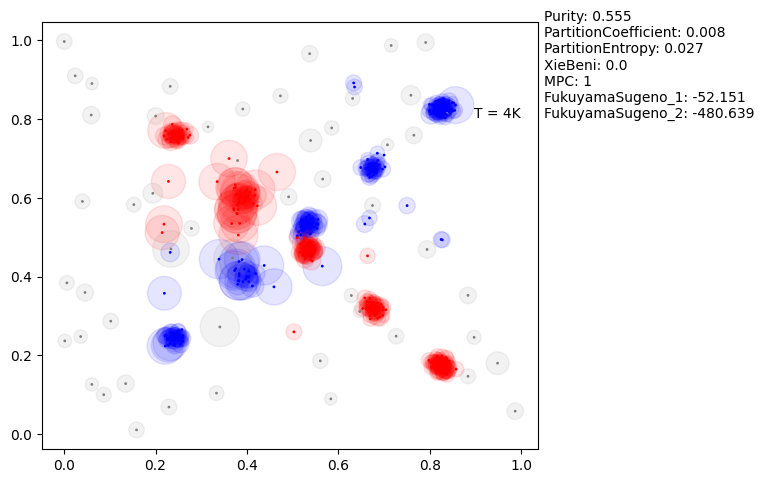 Purity: 0.555
PartitionCoefficient: 0.008
PartitionEntropy: 0.027
XieBeni: 0.0
MPC: 1
FukuyamaSugeno_1: -52.151
FukuyamaSugeno_2: -480.639
T = 4K
1.0
0.8
0.6
0.4
0.2
0.0
0.0 0.2 0.4 0.6 0.8 1.0